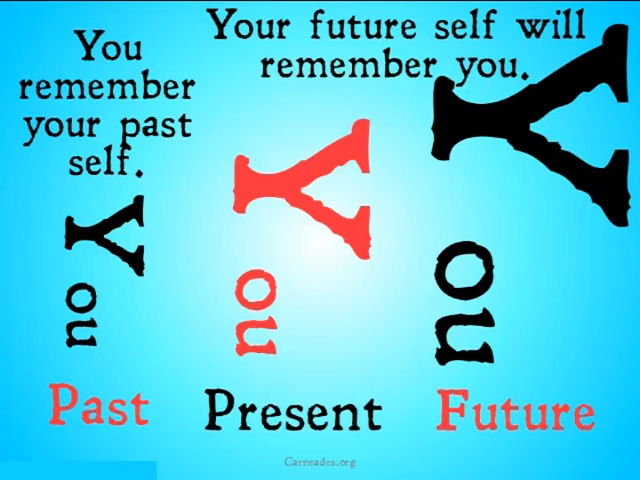 You
remember
your past
self.
Your future self will
remember you.
You
You
You
Past
Present
Future
Carneades.org